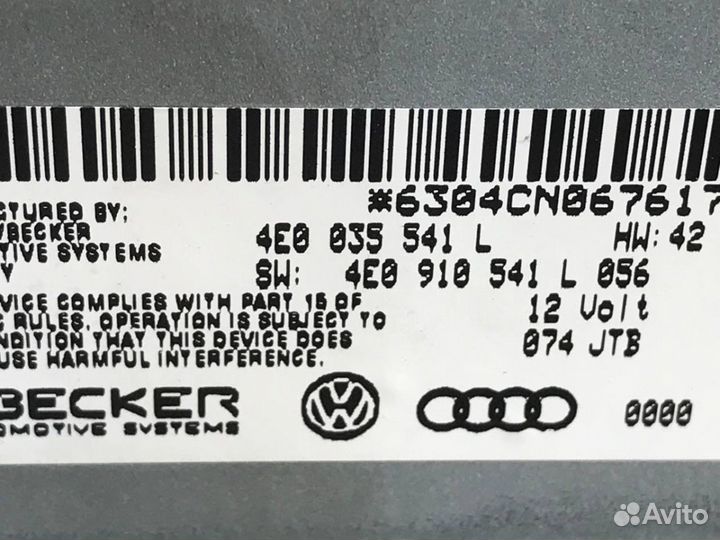 *6304CN067617
CTURED BY:
BECKER
4E0 035 541 L
HW: 42
TIVE SYSTEMS
SW: 4E0 910 541 L 056
VICE COMPLIES WITH PART 15 OF
12 Volt
RULES. OPERATION IS SUBJECT TO
074 JTB
NDITION THAT THIS DEVICE DOES
USE HARMFUL INTERFERENCE.
BECKER
OMOTIVE SYSTEMS
0000
Avito